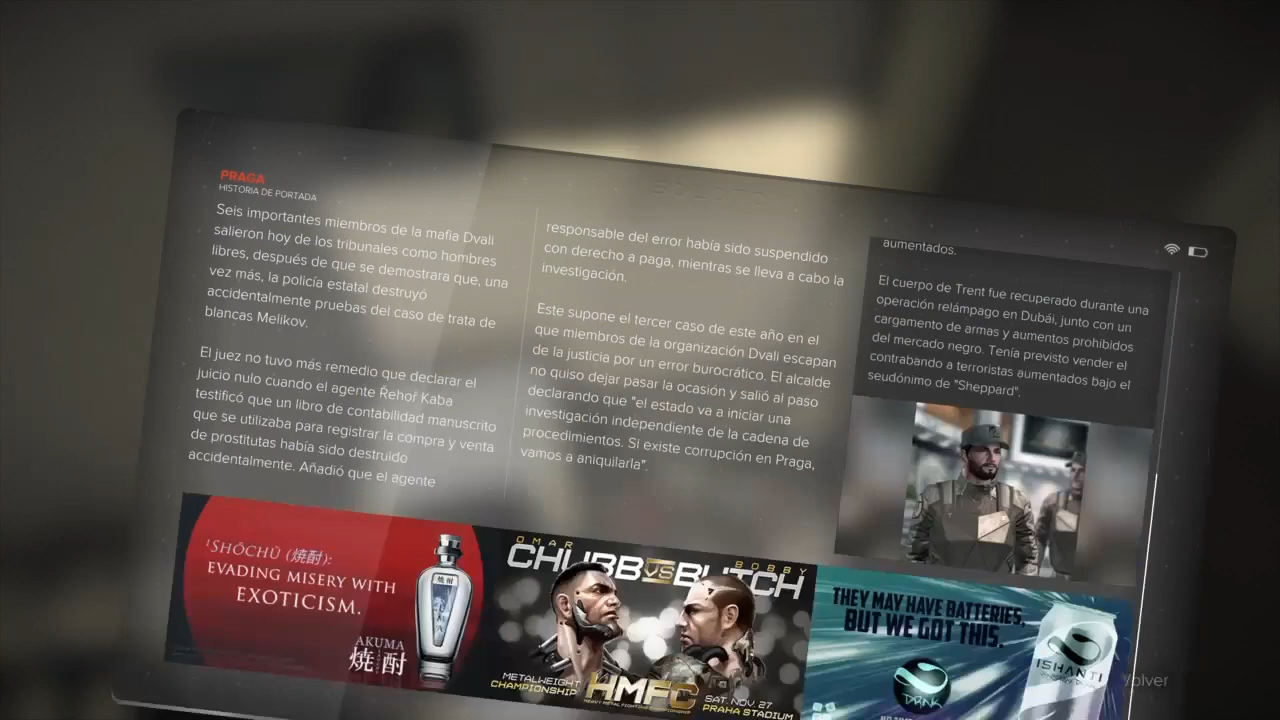 PRAGA
HISTORIA DE PORTADA
Seis importantes miembros de la mafia Dvali
salieron hoy de los tribunales como hombres
libres, después de que se demostrara que, una
vez más, la policía estatal destruyó
accidentalmente pruebas del caso de trata de
blancas Melikov.
El juez no tuvo más remedio que declarar el
juicio nulo cuando el agente Řehoř Kaba
testificó que un libro de contabilidad manuscrito
que se utilizaba para registrar la compra y venta
de prostitutas había sido destruido
accidentalmente. Añadió que el agente
responsable del error había sido suspendido
con derecho a paga, mientras se lleva a cabo la
investigación.
Este supone el tercer caso de este año en el
que miembros de la organización Dvali escapan
de la justicia por un error burocrático. El alcalde
no quiso dejar pasar la ocasión y salió al paso
declarando que "el estado va a iniciar una
investigación independiente de la cadena de
procedimientos. Si existe corrupción en Praga,
vamos a aniquilarla".
aumentados.
El cuerpo de Trent fue recuperado durante una
operación relámpago en Dubái, junto con un
cargamento de armas y aumentos prohibidos
del mercado negro. Tenía previsto vender el
contrabando a terroristas aumentados bajo el
seudónimo de "Sheppard".
SHŌCHŪ (焼酎):
EVADING MISERY WITH
EXOTICISM.
AKUMA
焼酎
焼酎
OMAR
CHUBB VS BUTCH
BOBBY
METALWEIGHT
CHAMPIONSHIP
HMFC
SAT. NOV. 27
PRAHA STADIUM
THEY MAY HAVE BATTERIES,
BUT WE GOT THIS.
DRNK
ISHANTI
Volver